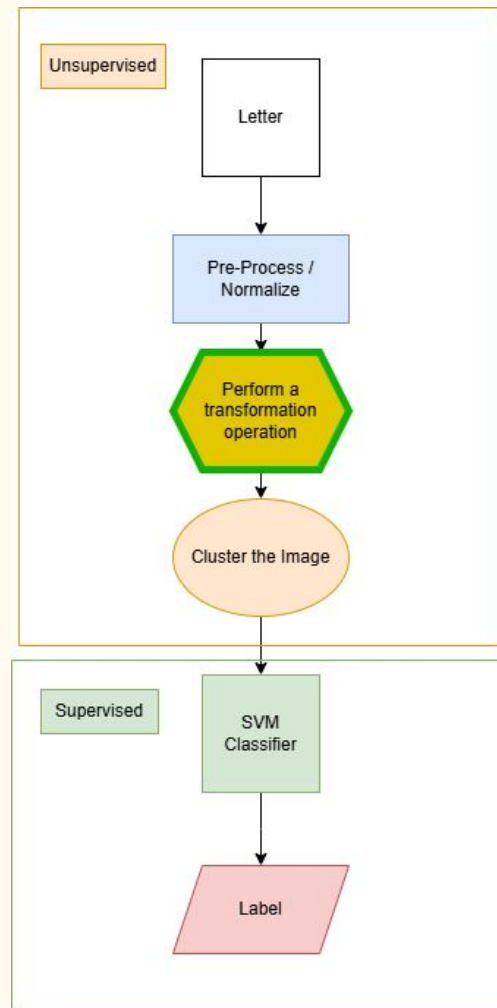 Unsupervised
Letter
Pre-Process /
Normalize
Perform a
transformation
operation
Cluster the Image
Supervised
SVM
Classifier
Label